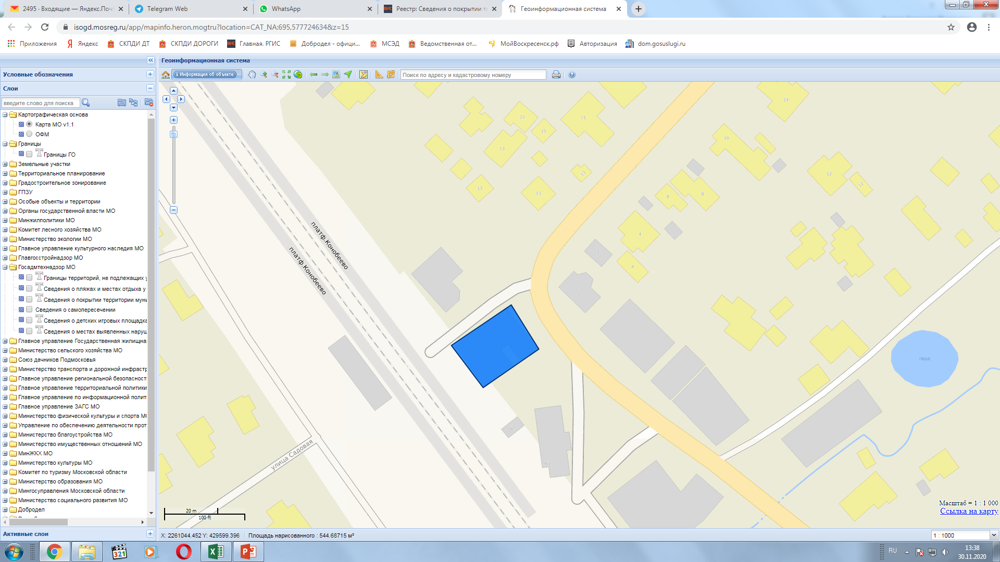 2495 · Входящие — Яндекс.Почт
Telegram Web
WhatsApp
Реестр: Сведения о покрытии те
Геоинформационная система
isogd.mosreg.ru/app/mapinfo.heron.mogtru?location=CAT_NA:695,577724634&z=15
Приложения
Яндекс
СКПДИ ДТ
СКПДИ ДОРОГИ
Главная. РГИС
Добродел - офици...
МСЭД
Ведомственная от...
МойВоскресенск.рф
Авторизация
dom.gosuslugi.ru
Геоинформационная система
Информация об объекте
Поиск по адресу и кадастровому номеру
Условные обозначения
Слои
введите слово для поиска
Картографическая основа
Карта МО v1.1
ОФМ
Границы
Границы ГО
Земельные участки
Территориальное планирование
Градостроительное зонирование
ГПЗУ
Особые объекты и территории
Органы государственной власти МО
Минжилполитики МО
Комитет лесного хозяйства МО
Министерство экологии МО
Главное управление культурного наследия МО
Главгосстройнадзор МО
Госадмтехнадзор МО
Границы территорий, не подлежащих у
Сведения о пляжах и местах отдыха у
Сведения о покрытии территории муни
Сведения о самопересечении
Сведения о детских игровых площадка
Сведения о местах выявленных наруш
Главное управление Государственная жилищна
Министерство сельского хозяйства МО
Союз дачников Подмосковья
Министерство транспорта и дорожной инфрастр
Главное управление региональной безопасност
Главное управление территориальной политики
Главное управление по информационной полит
Главное управление ЗАГС МО
Министерство физической культуры и спорта МО
Управление по обеспечению деятельности прот
Министерство благоустройства МО
Министерство имущественных отношений МО
МинЖКХ МО
Министерство культуры МО
Комитет по туризму Московской области
Министерство образования МО
Мингосуправления Московской области
Министерство социального развития МО
Добродел
Активные слои
платф.Конобеево
платф.Конобеево
улица Садовая
пруд
15
15
15
13
13
13
13
14
10
12
12
8
8
4
4
2
2
6/2
6/2
20 m
100 ft
Масштаб = 1 : 1 000
Ссылка на карту
X: 2261044.452 Y: 429599.396
Площадь нарисованного : 544.68715 м²
1 : 1000
321
RU
13:38
30.11.2020